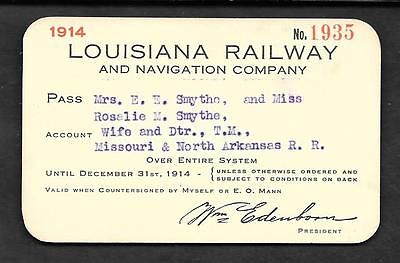 1914 No. 1935
LOUISIANA RAILWAY
AND NAVIGATION COMPANY
PASS Mrs. E. E. Smythe, and Miss
Rosalie M. Smythe,
ACCOUNT Wife and Dtr., T.M.,
Missouri & North Arkansas R. R.
OVER ENTIRE SYSTEM
UNTIL DECEMBER 31ST, 1914 - { UNLESS OTHERWISE ORDERED AND
SUBJECT TO CONDITIONS ON BACK
VALID WHEN COUNTERSIGNED BY MYSELF OR E. O. MANN
Wm Edenborn
PRESIDENT